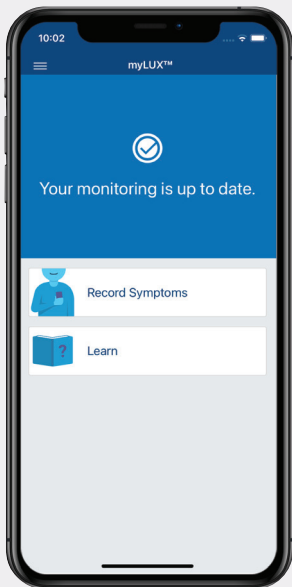 10:02
myLUX™
Your monitoring is up to date.
Record Symptoms
?
Learn